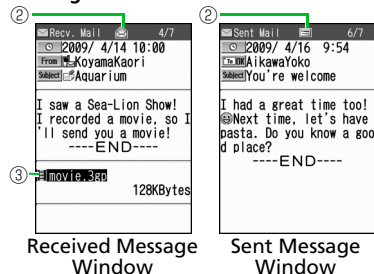 ②
Recv. Mail 4/7
2009/ 4/14 10:00
From KoyamaKaori
Subject Aquarium
I saw a Sea-Lion Show!
I recorded a movie, so I
'll send you a movie!
----END----
③
movie.3gp
128KBytes
Received Message
Window
②
Sent Mail 6/7
2009/ 4/16 9:54
To OK AikawaYoko
Subject You're welcome
I had a great time too!
Next time, let's have
pasta. Do you know a goo
d place?
----END----
Sent Message
Window